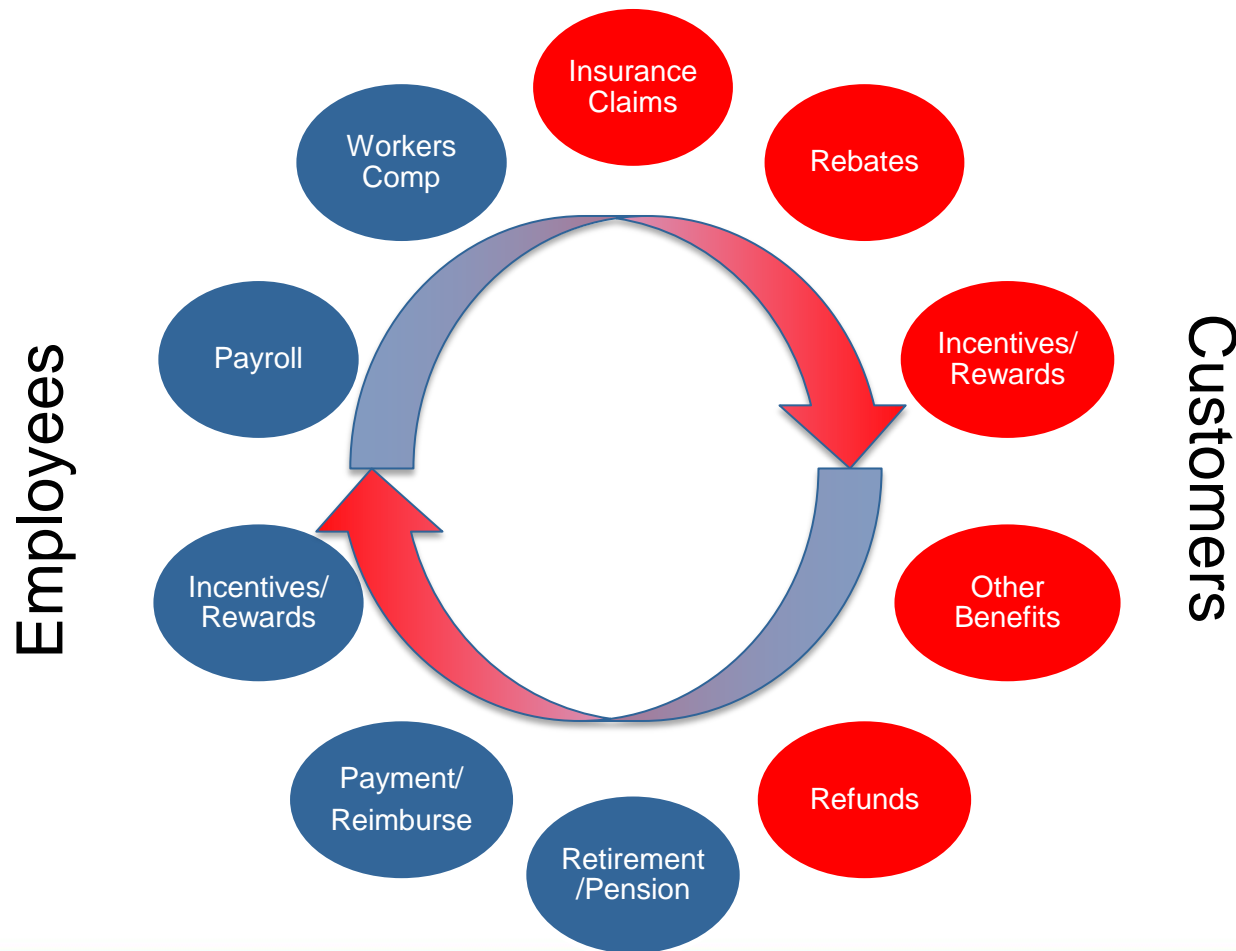 Insurance
Claims
Workers
Comp
Rebates
Payroll
Incentives/
Rewards
Employees
Customers
Incentives/
Rewards
Other
Benefits
Payment/
Reimburse
Refunds
Retirement
/Pension